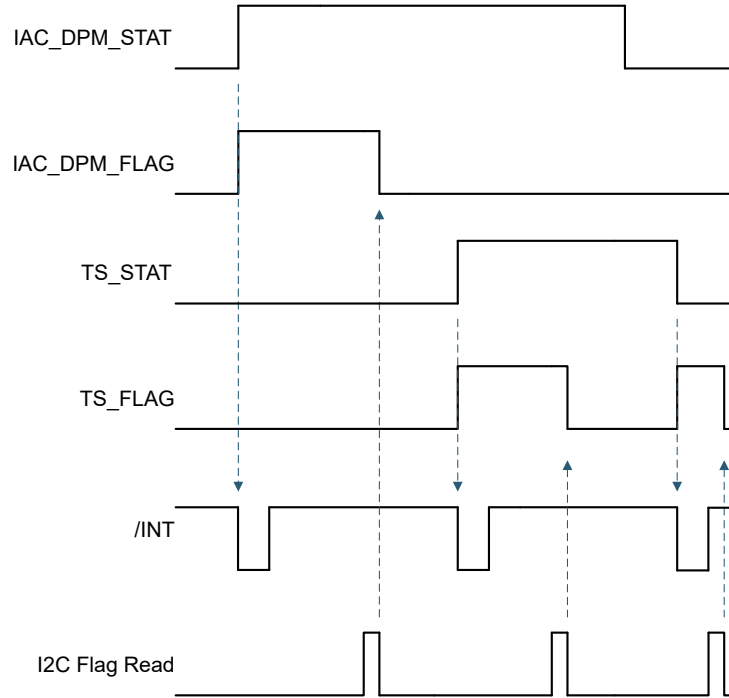 IAC_DPM_STAT
IAC_DPM_FLAG
TS_STAT
TS_FLAG
/INT
I2C Flag Read